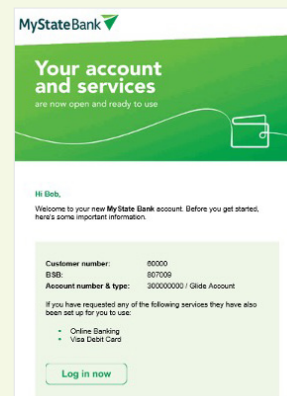 MyStateBank
Your account
and services
are now open and ready to use
Hi Bob,
Welcome to your new MyState Bank account. Before you get started,
here's some important information.
Customer number: 60000
BSB: 807009
Account number & type: 300000000 / Glide Account
If you have requested any of the following services they have also
been set up for you to use:
- Online Banking
- Visa Debit Card
Log in now